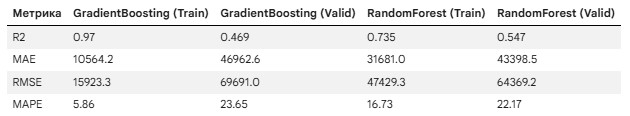 Метрика GradientBoosting (Train) GradientBoosting (Valid) RandomForest (Train) RandomForest (Valid)
R2 0.97 0.469 0.735 0.547
MAE 10564.2 46962.6 31681.0 43398.5
RMSE 15923.3 69691.0 47429.3 64369.2
MAPE 5.86 23.65 16.73 22.17